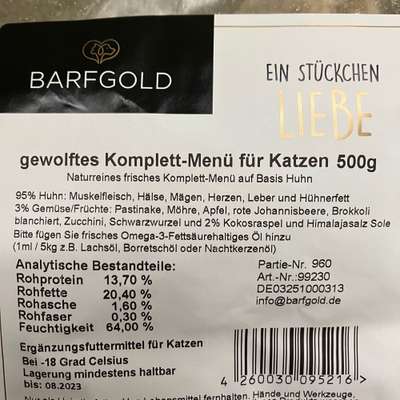 BARFGOLD
EIN STÜCKCHEN
LIEBE
gewolftes Komplett-Menü für Katzen 500g
Naturreines frisches Komplett-Menü auf Basis Huhn
95% Huhn: Muskelfleisch, Hälse, Mägen, Herzen, Leber und Hühnerfett
3% Gemüse/Früchte: Pastinake, Möhre, Apfel, rote Johannisbeere, Brokkoli
blanchiert, Zucchini, Schwarzwurzel und 2% Kokosraspel und Himalajasalz Sole
Bitte fügen Sie frisches Omega-3-Fettsäurehaltiges Öl hinzu
(1ml / 5kg z.B. Lachsöl, Borretschöl oder Nachtkerzenöl)
Analytische Bestandteile:
Rohprotein 13,70 %
Rohfette 20,40 %
Rohasche 1,60 %
Rohfaser 0,30 %
Feuchtigkeit 64,00 %
Partie-Nr. 960
Art.-Nr.:99230
DE03251000313
info@barfgold.de
Ergänzungsfuttermittel für Katzen
Bei -18 Grad Celsius
Lagerung mindestens haltbar
bis: 08.2023
4 260030 095216 >
Lebensmittel fernhalten. Hände und Werkzeuge,